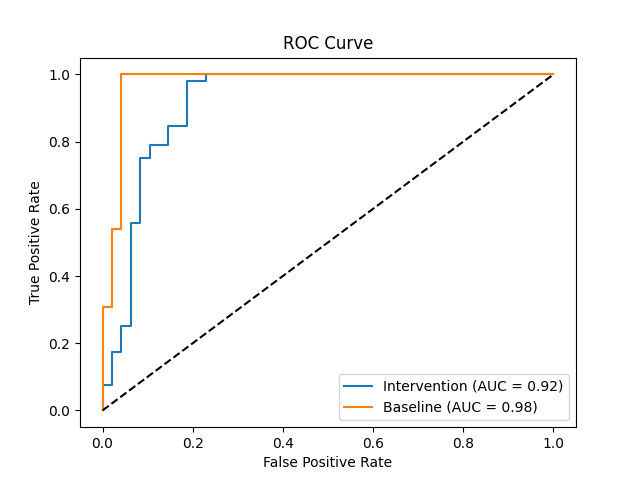 ROC Curve
True Positive Rate
1.0
0.8
0.6
0.4
0.2
0.0
Intervention (AUC = 0.92)
Baseline (AUC = 0.98)
0.0 0.2 0.4 0.6 0.8 1.0
False Positive Rate